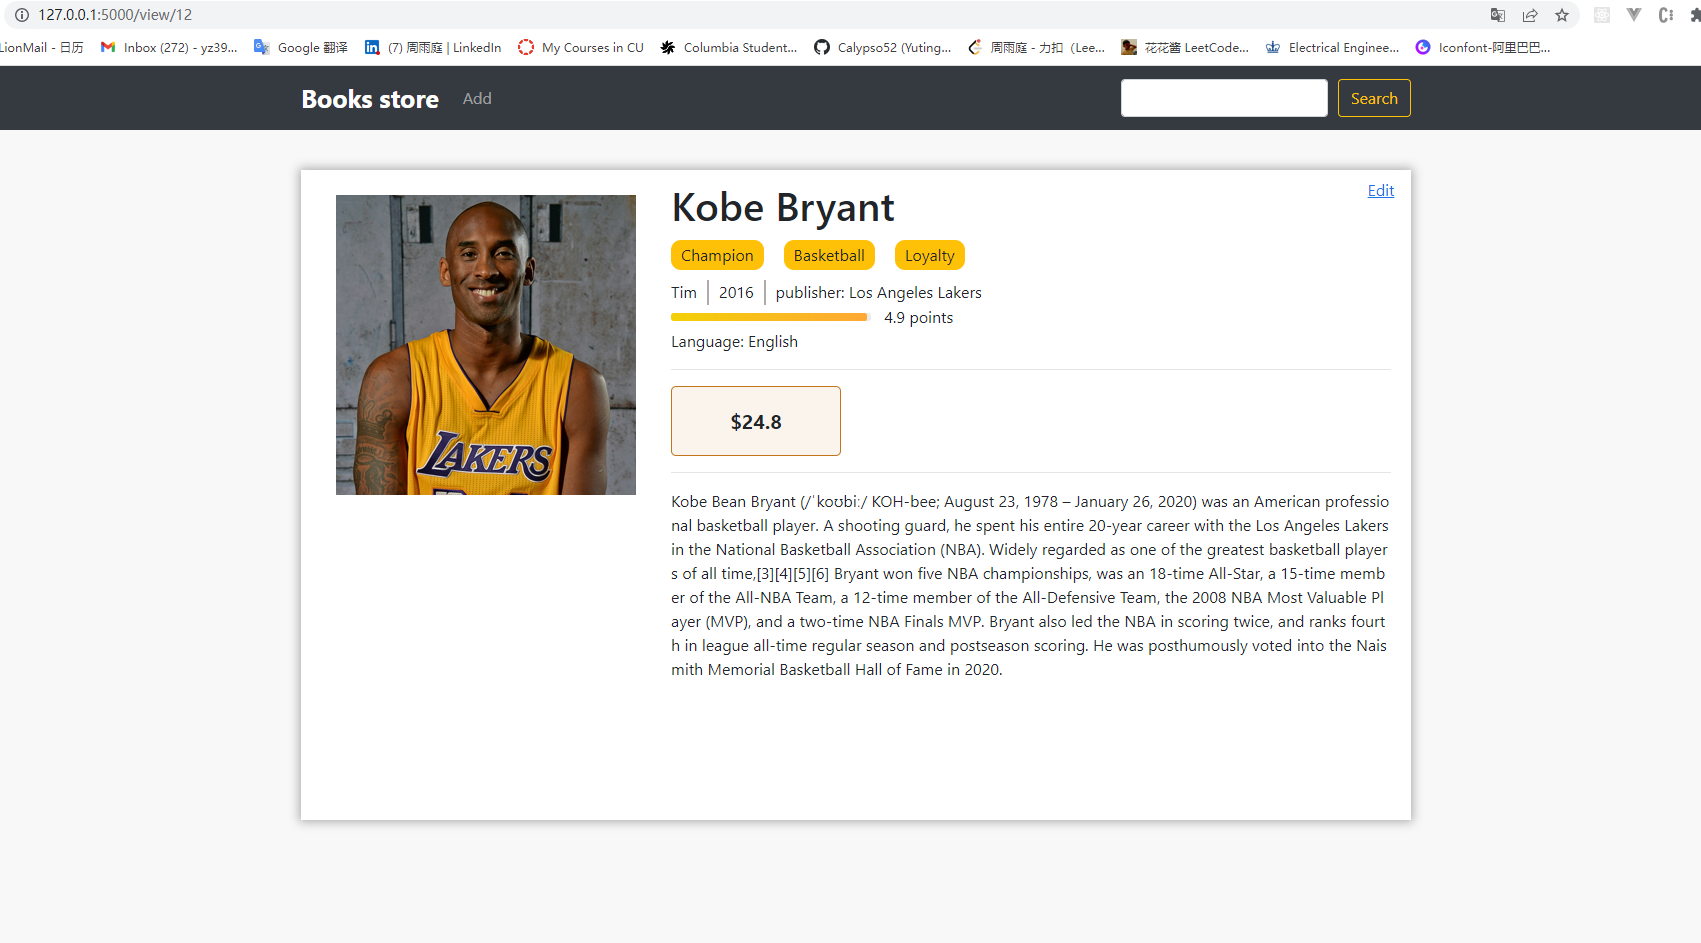 127.0.0.1:5000/view/12
LionMail - 日历 Inbox (272) - yz39... Google 翻译 (7) 周雨庭 | LinkedIn My Courses in CU Columbia Student... Calypso52 (Yuting... 周雨庭 - 力扣（Lee... 花花酱 LeetCode... Electrical Enginee... Iconfont-阿里巴巴...
Books store Add Search
Edit
Kobe Bryant
Champion Basketball Loyalty
Tim 2016 publisher: Los Angeles Lakers
4.9 points
Language: English
$24.8
Kobe Bean Bryant (/ˈkoʊbiː/ KOH-bee; August 23, 1978 – January 26, 2020) was an American professio
nal basketball player. A shooting guard, he spent his entire 20-year career with the Los Angeles Lakers
in the National Basketball Association (NBA). Widely regarded as one of the greatest basketball player
s of all time,[3][4][5][6] Bryant won five NBA championships, was an 18-time All-Star, a 15-time memb
er of the All-NBA Team, a 12-time member of the All-Defensive Team, the 2008 NBA Most Valuable Pl
ayer (MVP), and a two-time NBA Finals MVP. Bryant also led the NBA in scoring twice, and ranks fourt
h in league all-time regular season and postseason scoring. He was posthumously voted into the Nais
mith Memorial Basketball Hall of Fame in 2020.
LAKERS